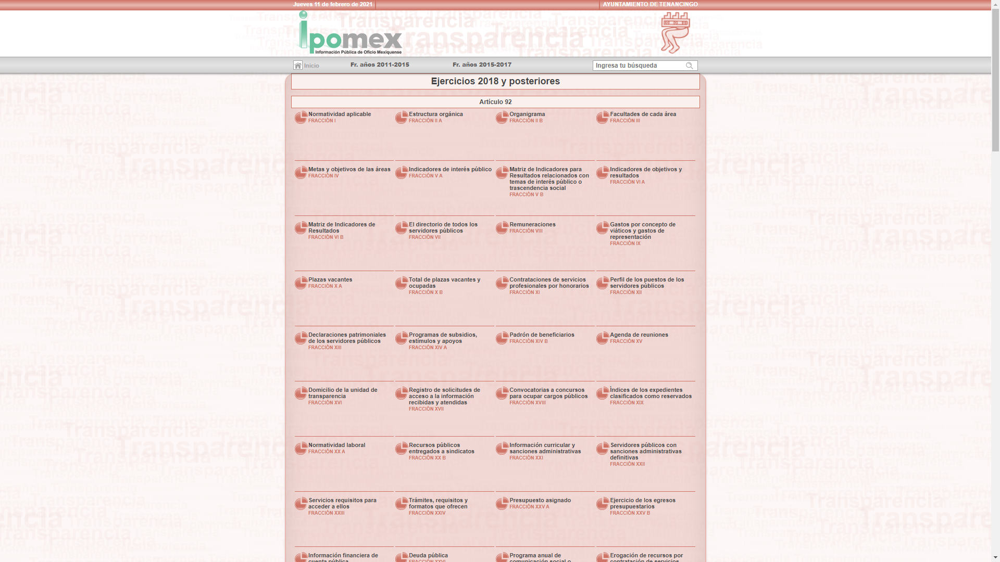 Jueves 11 de febrero de 2021
AYUNTAMIENTO DE TENANCINGO
ipomex
Información Pública de Oficio Mexiquense
Inicio
Fr. años 2011-2015
Fr. años 2015-2017
Ingresa tu búsqueda
Ejercicios 2018 y posteriores
Artículo 92
Normatividad aplicable
FRACCIÓN I
Estructura orgánica
FRACCIÓN II A
Organigrama
FRACCIÓN II B
Facultades de cada área
FRACCIÓN III
Metas y objetivos de las áreas
FRACCIÓN IV
Indicadores de interés público
FRACCIÓN V A
Matriz de Indicadores para
Resultados relacionados con
temas de interés público o
trascendencia social
FRACCIÓN V B
Indicadores de objetivos y
resultados
FRACCIÓN VI A
Matriz de Indicadores de
Resultados
FRACCIÓN VI B
El directorio de todos los
servidores públicos
FRACCIÓN VII
Remuneraciones
FRACCIÓN VIII
Gastos por concepto de
viáticos y gastos de
representación
FRACCIÓN IX
Plazas vacantes
FRACCIÓN X A
Total de plazas vacantes y
ocupadas
FRACCIÓN X B
Contrataciones de servicios
profesionales por honorarios
FRACCIÓN XI
Perfil de los puestos de los
servidores públicos
FRACCIÓN XII
Declaraciones patrimoniales
de los servidores públicos
FRACCIÓN XIII
Programas de subsidios,
estímulos y apoyos
FRACCIÓN XIV A
Padrón de beneficiarios
FRACCIÓN XIV B
Agenda de reuniones
FRACCIÓN XV
Domicilio de la unidad de
transparencia
FRACCIÓN XVI
Registro de solicitudes de
acceso a la información
recibidas y atendidas
FRACCIÓN XVII
Convocatorias a concursos
para ocupar cargos públicos
FRACCIÓN XVIII
Índices de los expedientes
clasificados como reservados
FRACCIÓN XIX
Normatividad laboral
FRACCIÓN XX A
Recursos públicos
entregados a sindicatos
FRACCIÓN XX B
Información curricular y
sanciones administrativas
FRACCIÓN XXI
Servidores públicos con
sanciones administrativas
definitivas
FRACCIÓN XXII
Servicios requisitos para
acceder a ellos
FRACCIÓN XXIII
Trámites, requisitos y
formatos que ofrecen
FRACCIÓN XXIV
Presupuesto asignado
FRACCIÓN XXV A
Ejercicio de los egresos
presupuestarios
FRACCIÓN XXV B
Información financiera de
cuenta pública
Deuda pública
FRACCIÓN XXVI
Programa anual de
comunicación social o
Erogación de recursos por
contratación de servicios